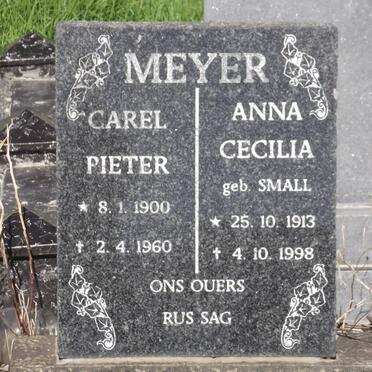 MEYER
CAREL
PIETER
★ 8. 1. 1900
✝ 2. 4. 1960
ANNA
CECILIA
geb. SMALL
★ 25. 10. 1913
✝ 4. 10. 1998
ONS OUERS
RUS SAG